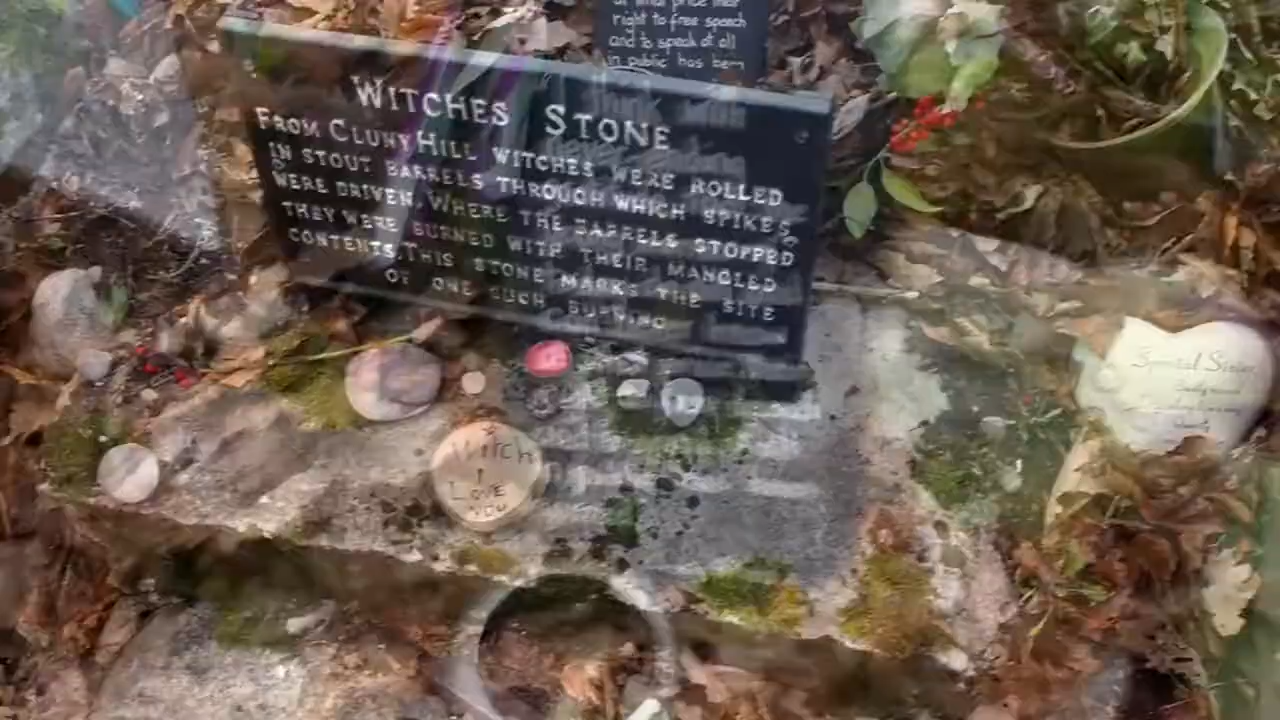 right to free speech
and to speak at all
in public has been
WITCHES STONE
FROM CLUNY HILL WITCHES WERE ROLLED
IN STOUT BARRELS THROUGH WHICH SPIKES
WERE DRIVEN. WHERE THE BARRELS STOPPED
THEY WERE BURNED WITH THEIR MANGLED
CONTENTS. THIS STONE MARKS THE SITE
OF ONE SUCH BURNING
Witch
I
LOVE
YOU
Special Sister